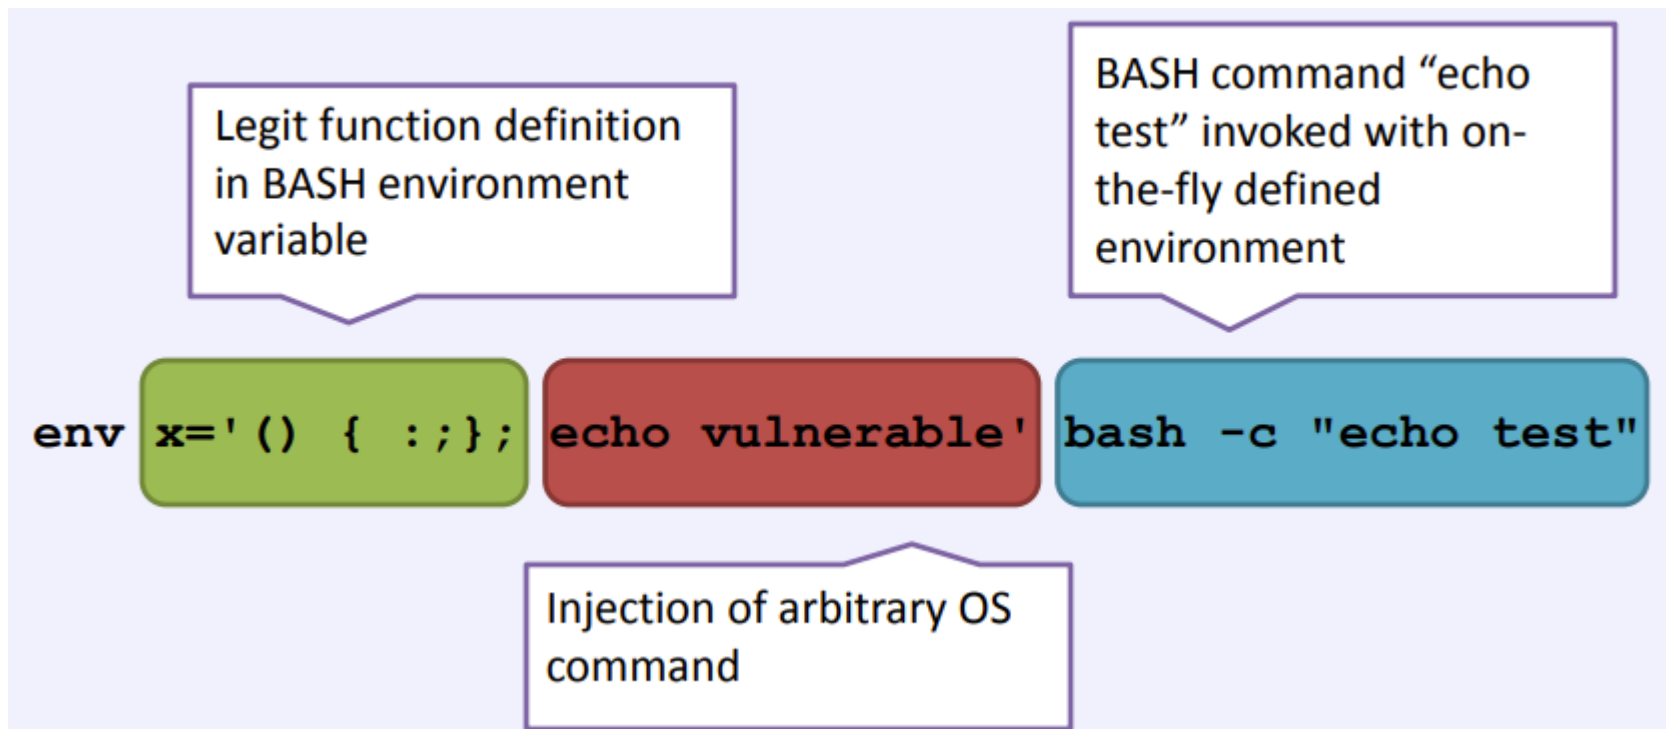 Legit function definition
in BASH environment
variable
BASH command “echo
test” invoked with on-
the-fly defined
environment
env x='() { :;}; echo vulnerable' bash -c "echo test"
Injection of arbitrary OS
command